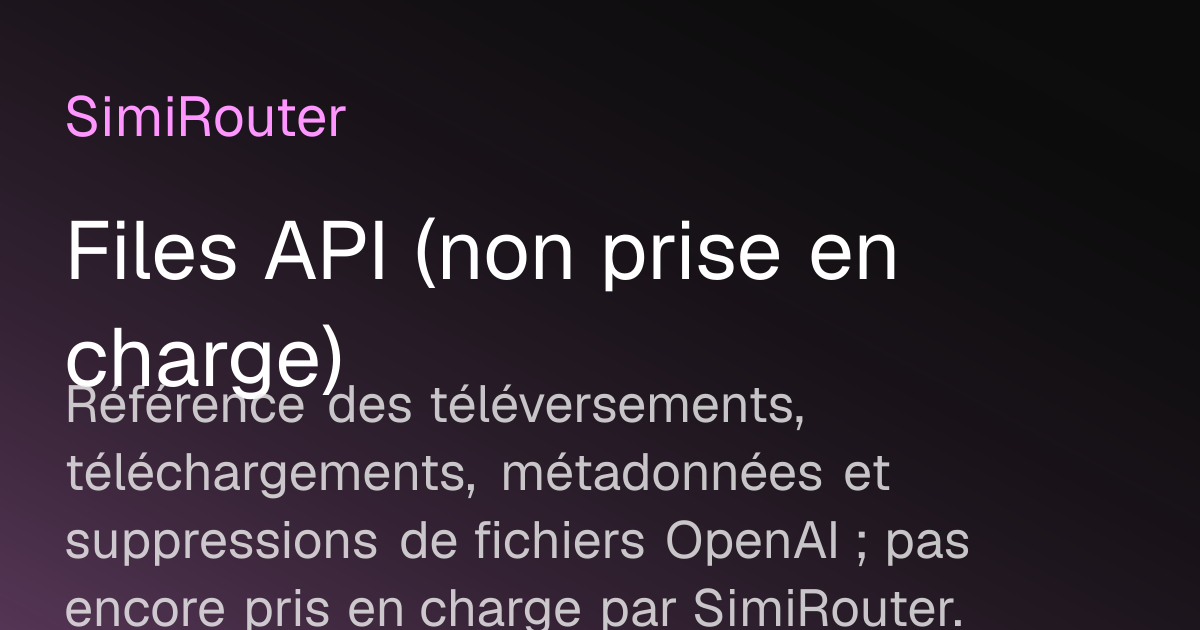 SimiRouter
Files API (non prise en
charge)
Référence des téléversements,
téléchargements, métadonnées et
suppressions de fichiers OpenAI ; pas
encore pris en charge par SimiRouter.